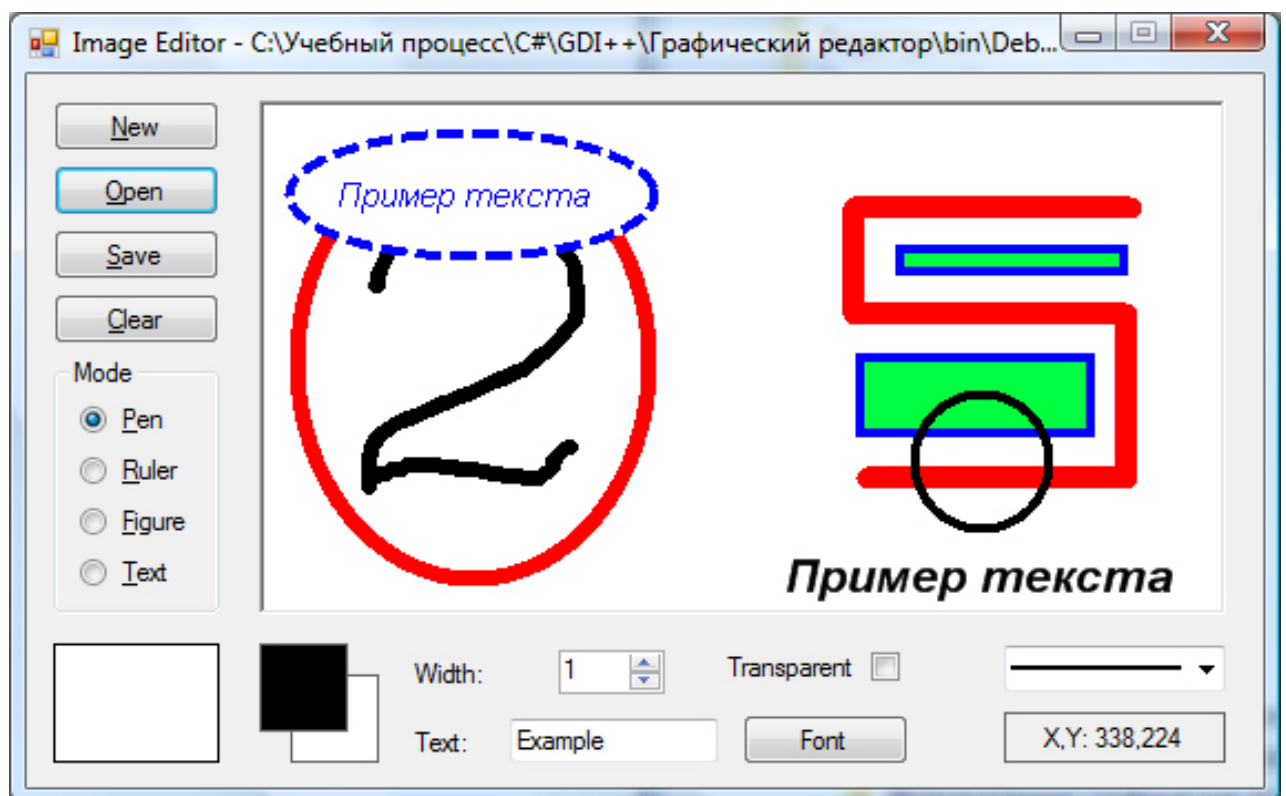 Image Editor - C:\Учебный процесс\C#\GDI++\Графический редактор\bin\Deb...
New
Open
Save
Clear
Mode
Pen
Ruler
Figure
Text
Пример текста
Пример текста
Width: 1 Transparent
Text: Example Font X,Y: 338,224